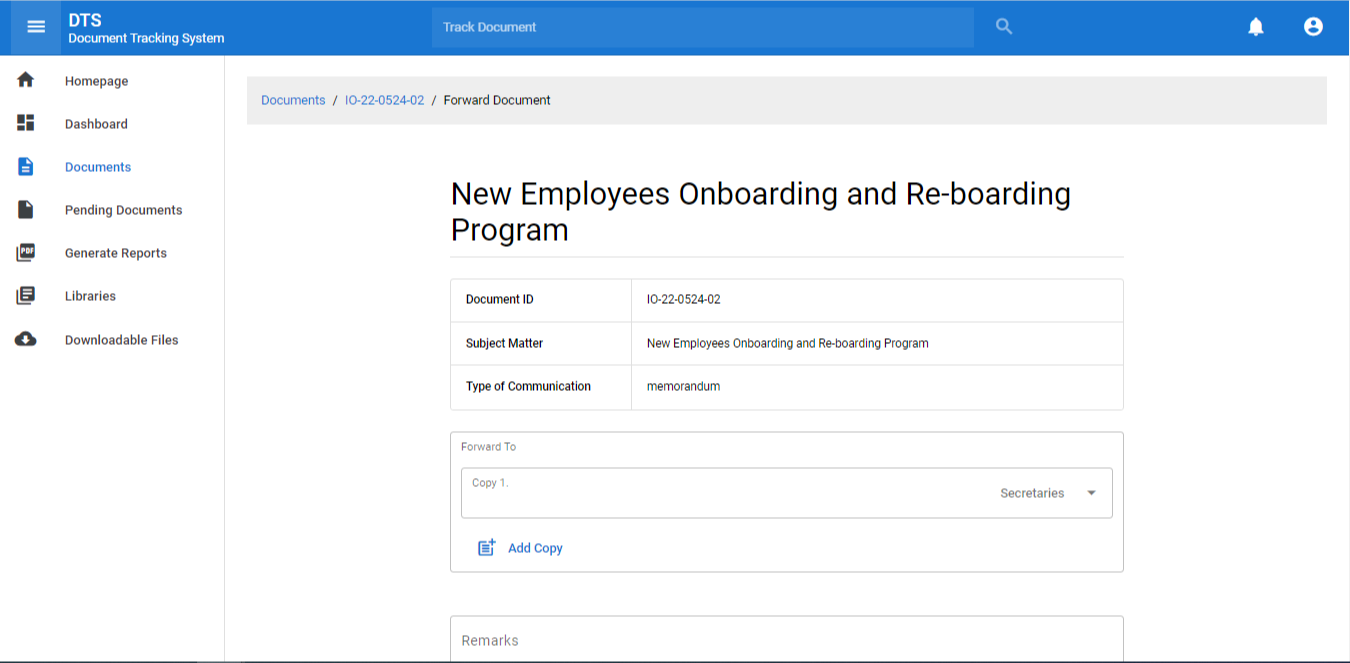 DTS
Document Tracking System
Track Document
Homepage
Dashboard
Documents
Pending Documents
PDF
Generate Reports
Libraries
Downloadable Files
Documents / IO-22-0524-02 / Forward Document
New Employees Onboarding and Re-boarding
Program
Document ID IO-22-0524-02
Subject Matter New Employees Onboarding and Re-boarding Program
Type of Communication memorandum
Forward To
Copy 1.
Secretaries
Add Copy
Remarks